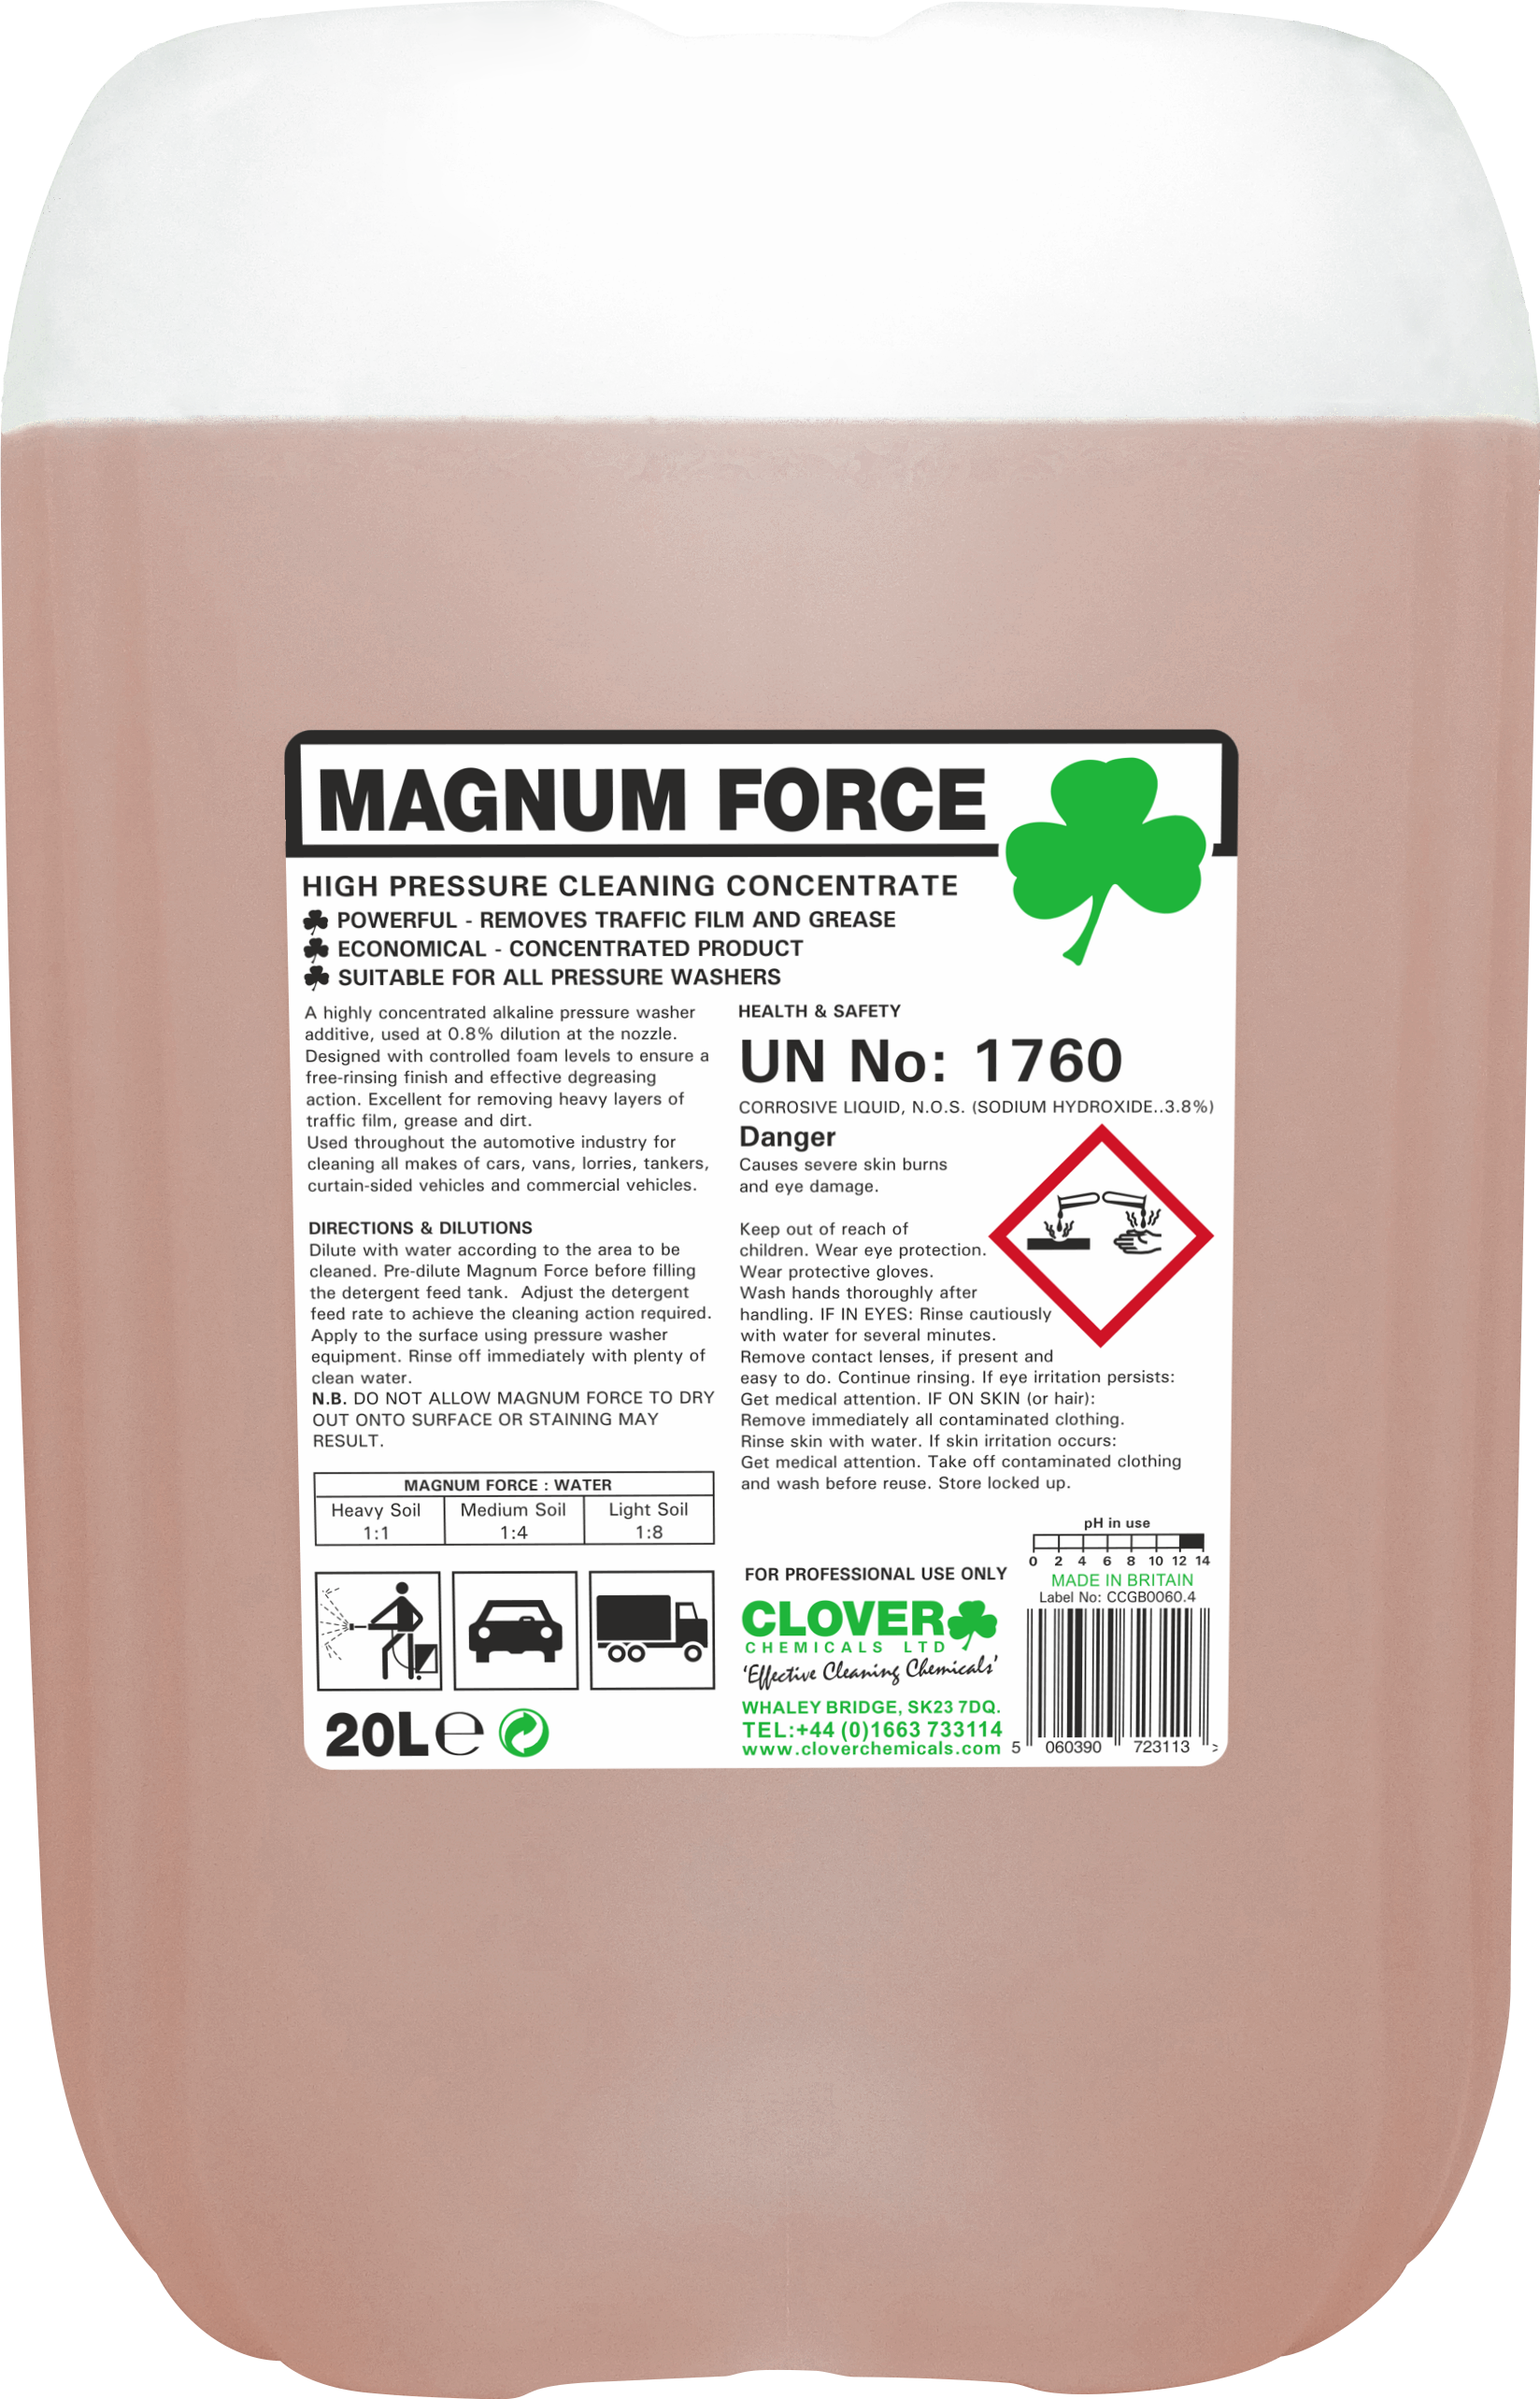 MAGNUM FORCE
HIGH PRESSURE CLEANING CONCENTRATE
POWERFUL - REMOVES TRAFFIC FILM AND GREASE
ECONOMICAL - CONCENTRATED PRODUCT
SUITABLE FOR ALL PRESSURE WASHERS
A highly concentrated alkaline pressure washer
additive, used at 0.8% dilution at the nozzle.
Designed with controlled foam levels to ensure a
free-rinsing finish and effective degreasing
action. Excellent for removing heavy layers of
traffic film, grease and dirt.
Used throughout the automotive industry for
cleaning all makes of cars, vans, lorries, tankers,
curtain-sided vehicles and commercial vehicles.
DIRECTIONS & DILUTIONS
Dilute with water according to the area to be
cleaned. Pre-dilute Magnum Force before filling
the detergent feed tank. Adjust the detergent
feed rate to achieve the cleaning action required.
Apply to the surface using pressure washer
equipment. Rinse off immediately with plenty of
clean water.
N.B. DO NOT ALLOW MAGNUM FORCE TO DRY
OUT ONTO SURFACE OR STAINING MAY
RESULT.
MAGNUM FORCE : WATER
Heavy Soil Medium Soil Light Soil
1:1 1:4 1:8
20L e
HEALTH & SAFETY
UN No: 1760
CORROSIVE LIQUID, N.O.S. (SODIUM HYDROXIDE..3.8%)
Danger
Causes severe skin burns
and eye damage.
Keep out of reach of
children. Wear eye protection.
Wear protective gloves.
Wash hands thoroughly after
handling. IF IN EYES: Rinse cautiously
with water for several minutes.
Remove contact lenses, if present and
easy to do. Continue rinsing. If eye irritation persists:
Get medical attention. IF ON SKIN (or hair):
Remove immediately all contaminated clothing.
Rinse skin with water. If skin irritation occurs:
Get medical attention. Take off contaminated clothing
and wash before reuse. Store locked up.
FOR PROFESSIONAL USE ONLY
CLOVER
CHEMICALS LTD
'Effective Cleaning Chemicals'
WHALEY BRIDGE, SK23 7DQ.
TEL:+44 (0)1663 733114
www.cloverchemicals.com
pH in use
0 2 4 6 8 10 12 14
MADE IN BRITAIN
Label No: CCGB0060.4
5 060390 723113 >